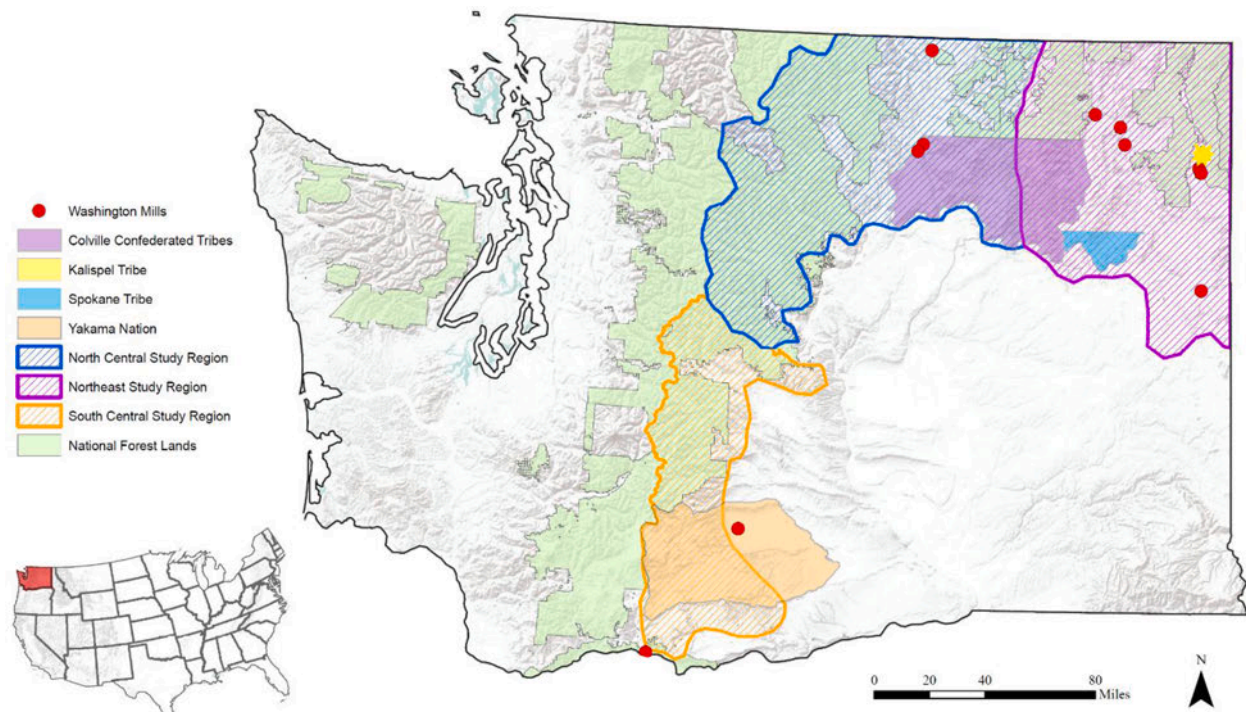 Washington Mills
Colville Confederated Tribes
Kalispel Tribe
Spokane Tribe
Yakama Nation
North Central Study Region
Northeast Study Region
South Central Study Region
National Forest Lands
0 20 40 80
Miles
N